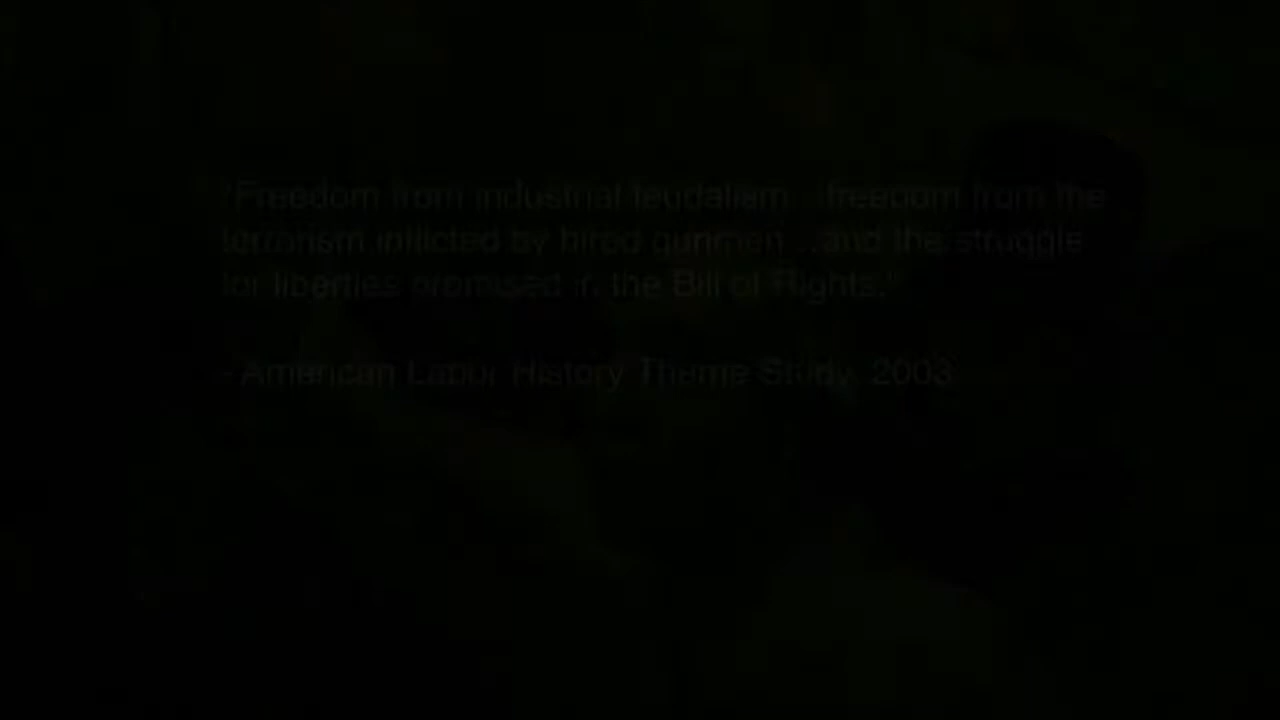 "Freedom from industrial feudalism...freedom from the
terrorism inflicted by hired gunmen ...and the struggle
for liberties promised in the Bill of Rights."
- American Labor History Theme Study, 2003